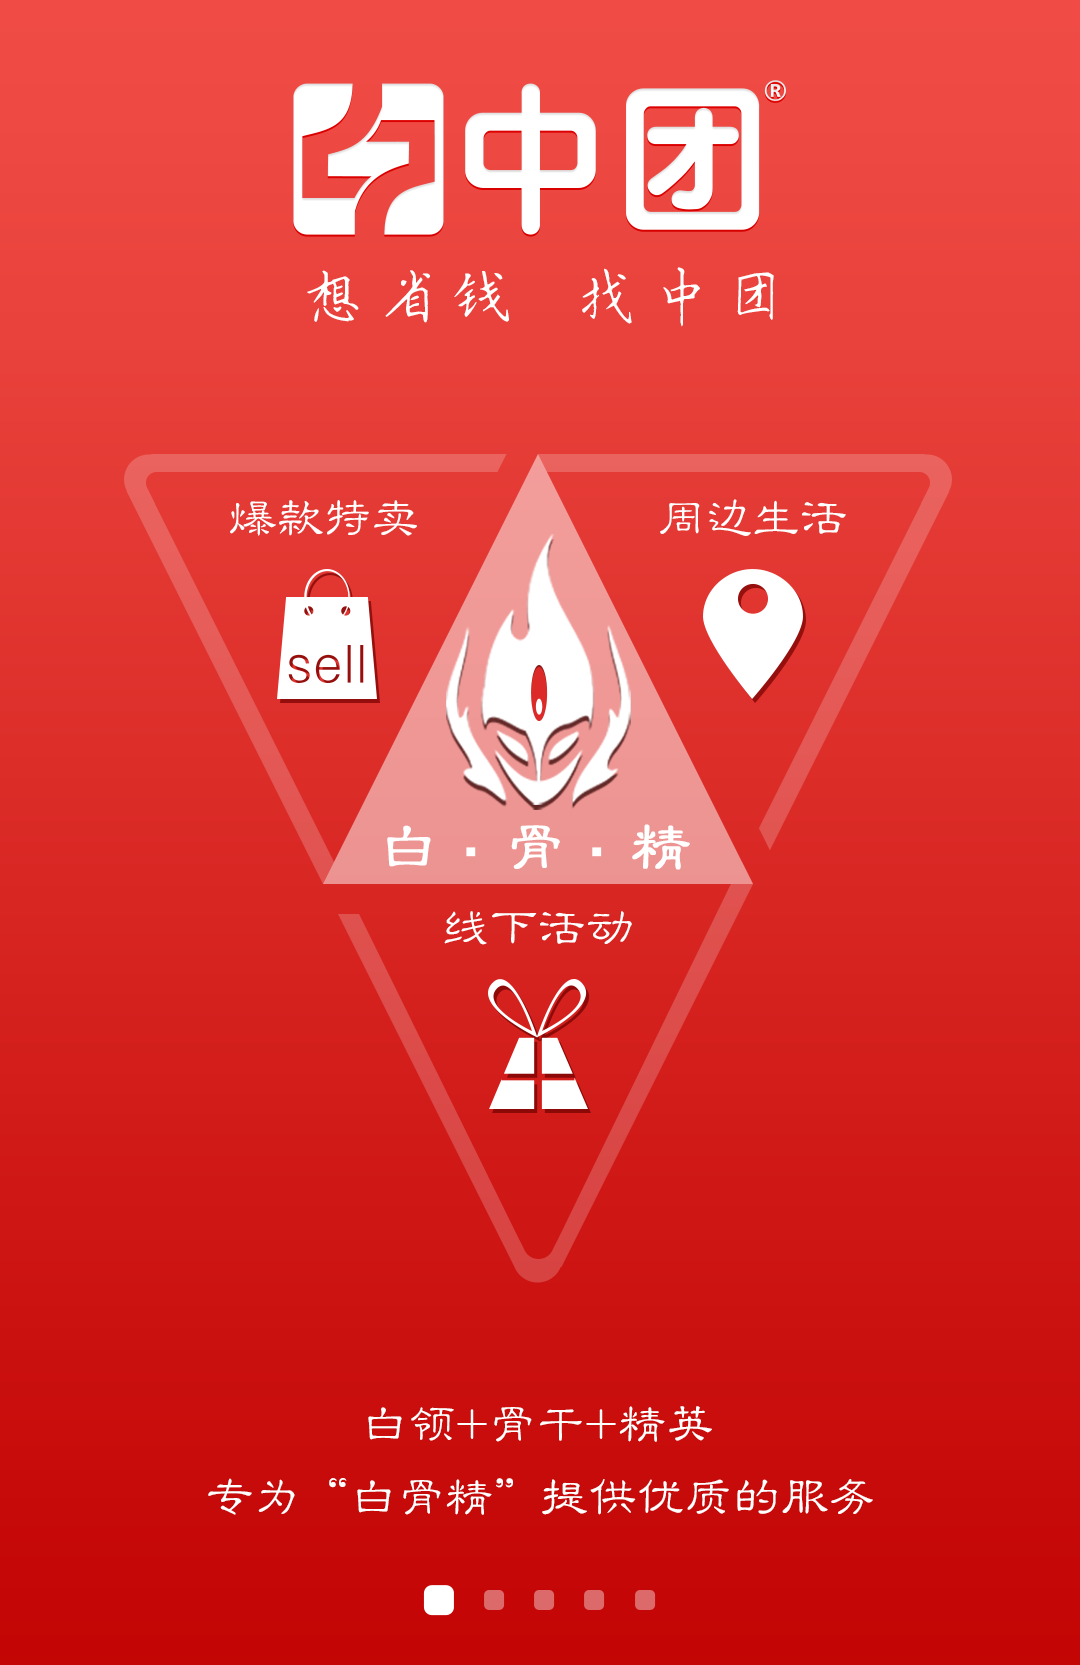 中团®
想省钱 找中团
爆款特卖
周边生活
sell
白·骨·精
线下活动
白领+骨干+精英
专为“白骨精”提供优质的服务